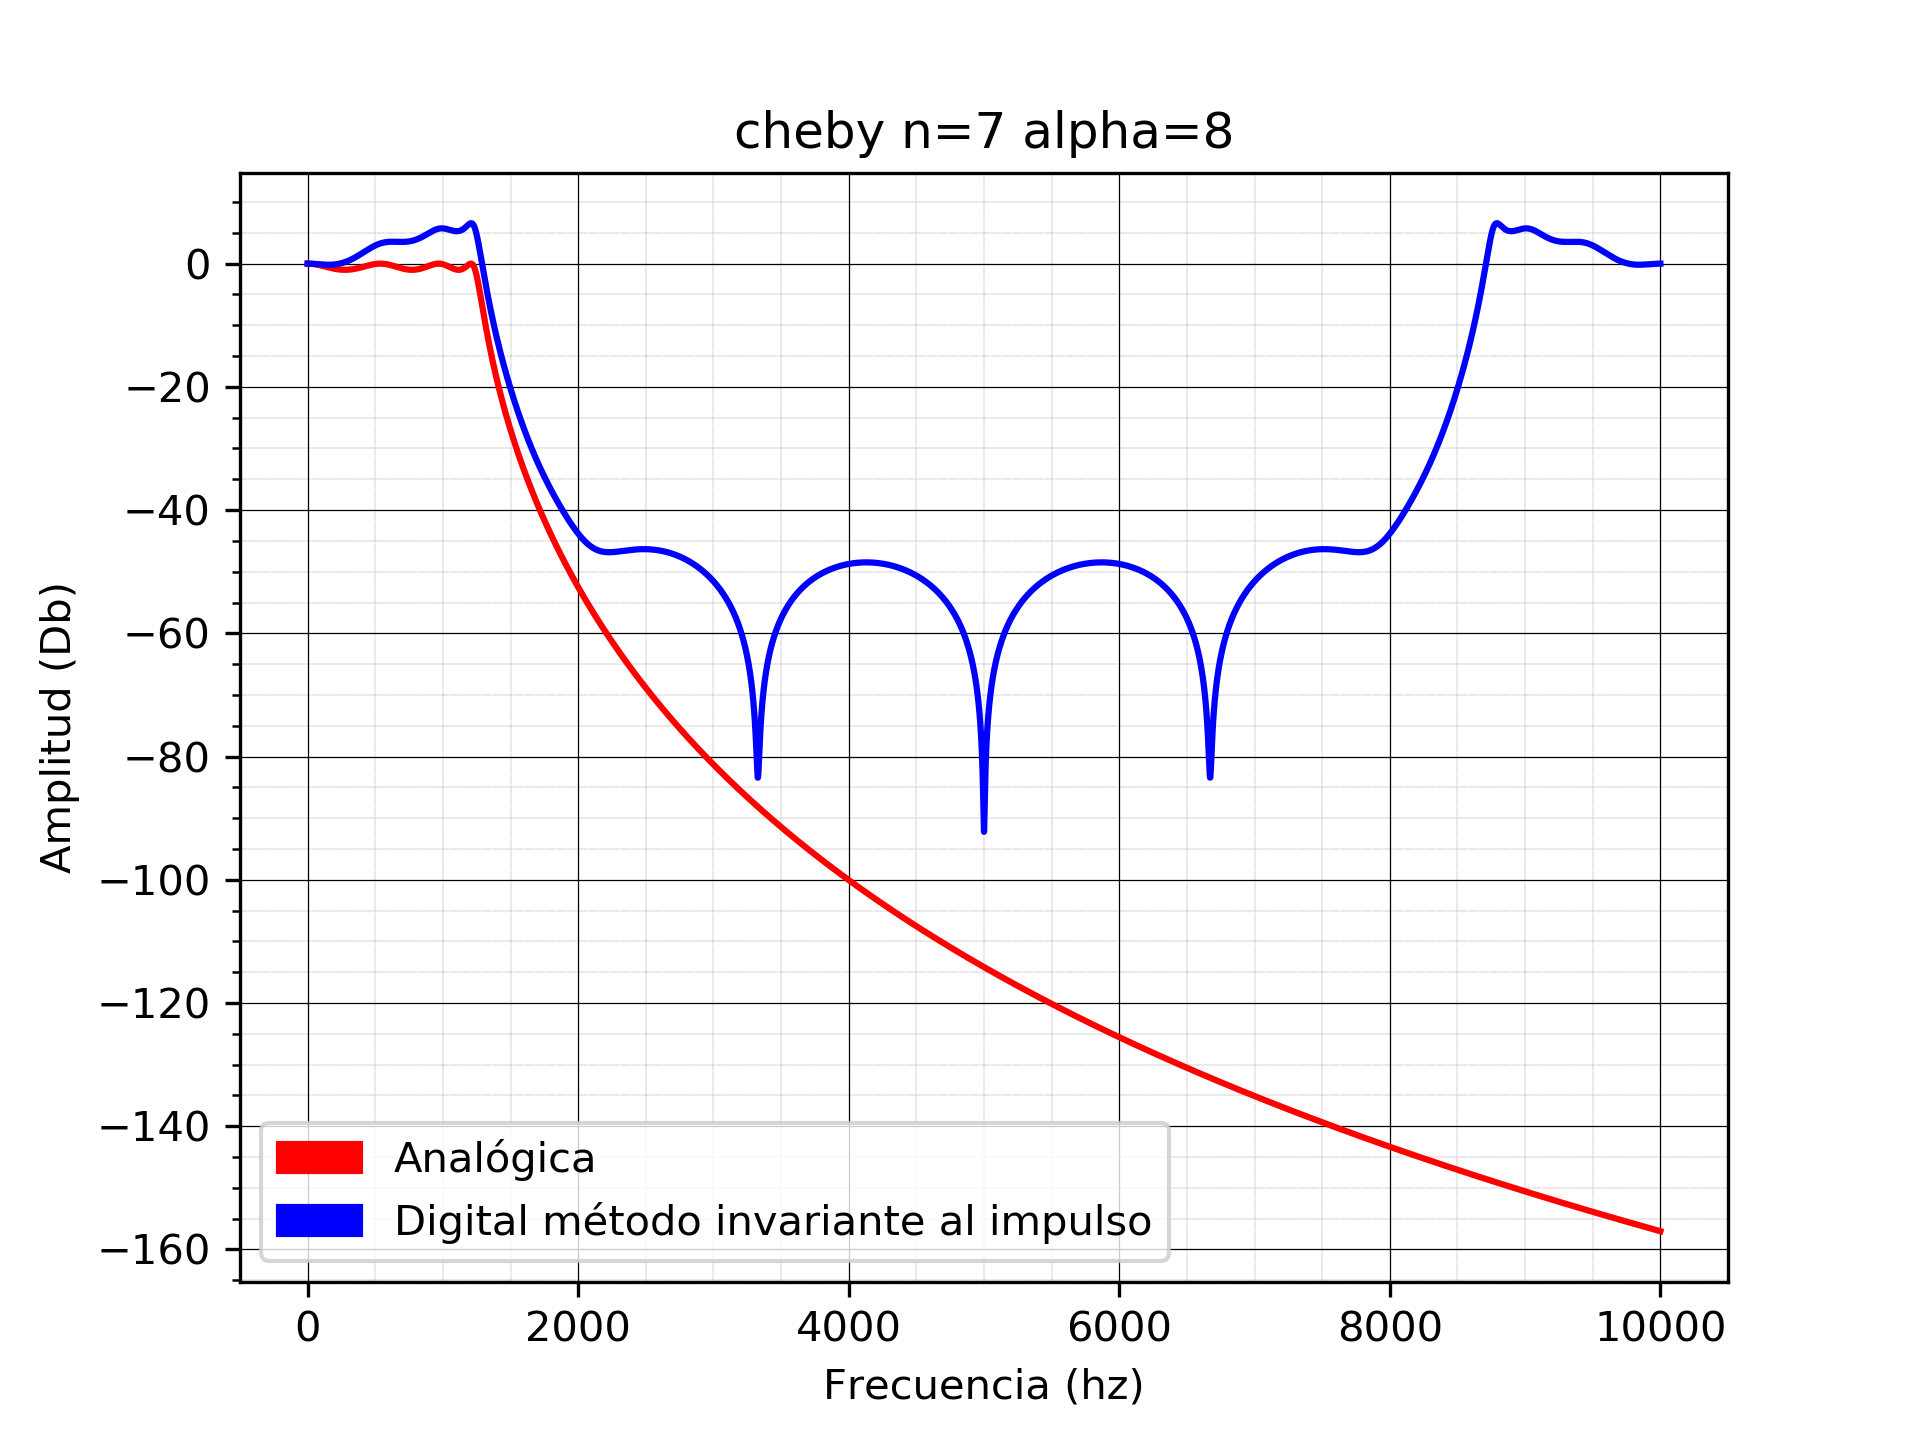 cheby n=7 alpha=8
Amplitud (Db)
0
−20
−40
−60
−80
−100
−120
−140
−160
Analógica
Digital método invariante al impulso
0 2000 4000 6000 8000 10000
Frecuencia (hz)